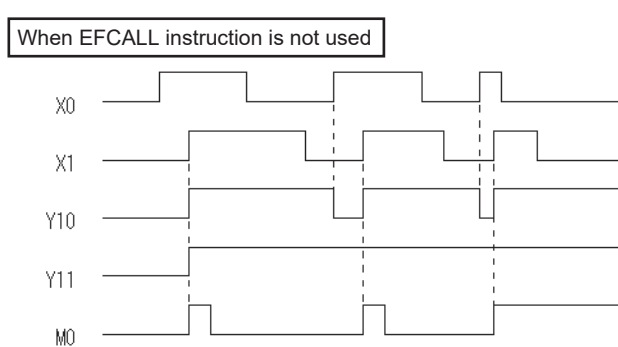 When EFCALL instruction is not used
X0
X1
Y10
Y11
M0